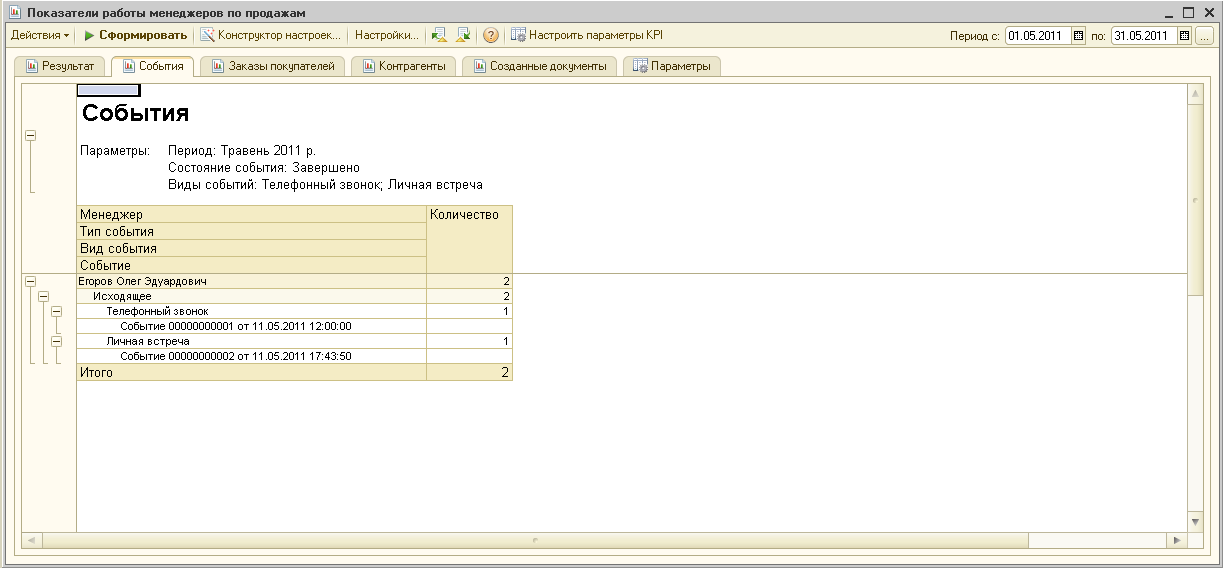 Показатели работы менеджеров по продажам
Действия Сформировать Конструктор настроек... Настройки... ? Настроить параметры KPI Период с: 01.05.2011 по: 31.05.2011 ...
Результат События Заказы покупателей Контрагенты Созданные документы Параметры
События
Параметры: Период: Травень 2011 р.
Состояние события: Завершено
Виды событий: Телефонный звонок; Личная встреча
Менеджер Количество
Тип события
Вид события
Событие
Егоров Олег Эдуардович 2
Исходящее 2
Телефонный звонок 1
Событие 00000000001 от 11.05.2011 12:00:00
Личная встреча 1
Событие 00000000002 от 11.05.2011 17:43:50
Итого 2